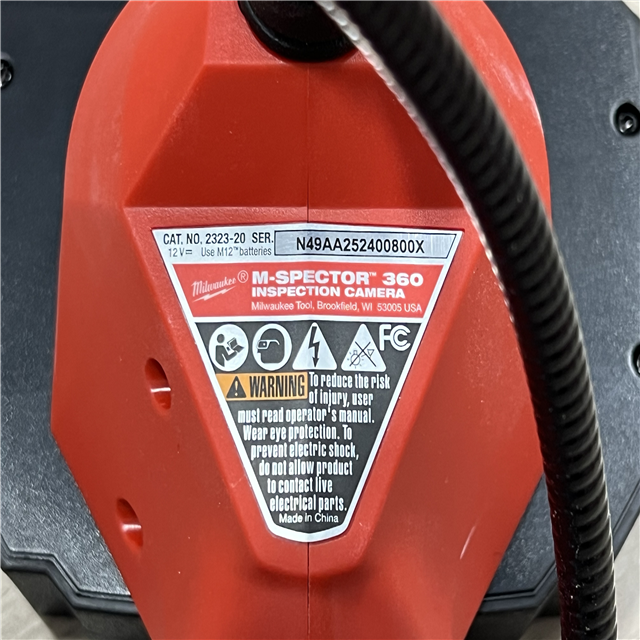 CAT. NO. 2323-20 SER. N49AA252400800X
12 V⎓ Use M12™ batteries
Milwaukee® M-SPECTOR™ 360
INSPECTION CAMERA
Milwaukee Tool, Brookfield, WI 53005 USA
FC
WARNING To reduce the risk
of injury, user
must read operator's manual.
Wear eye protection. To
prevent electric shock,
do not allow product
to contact live
electrical parts.
Made in China